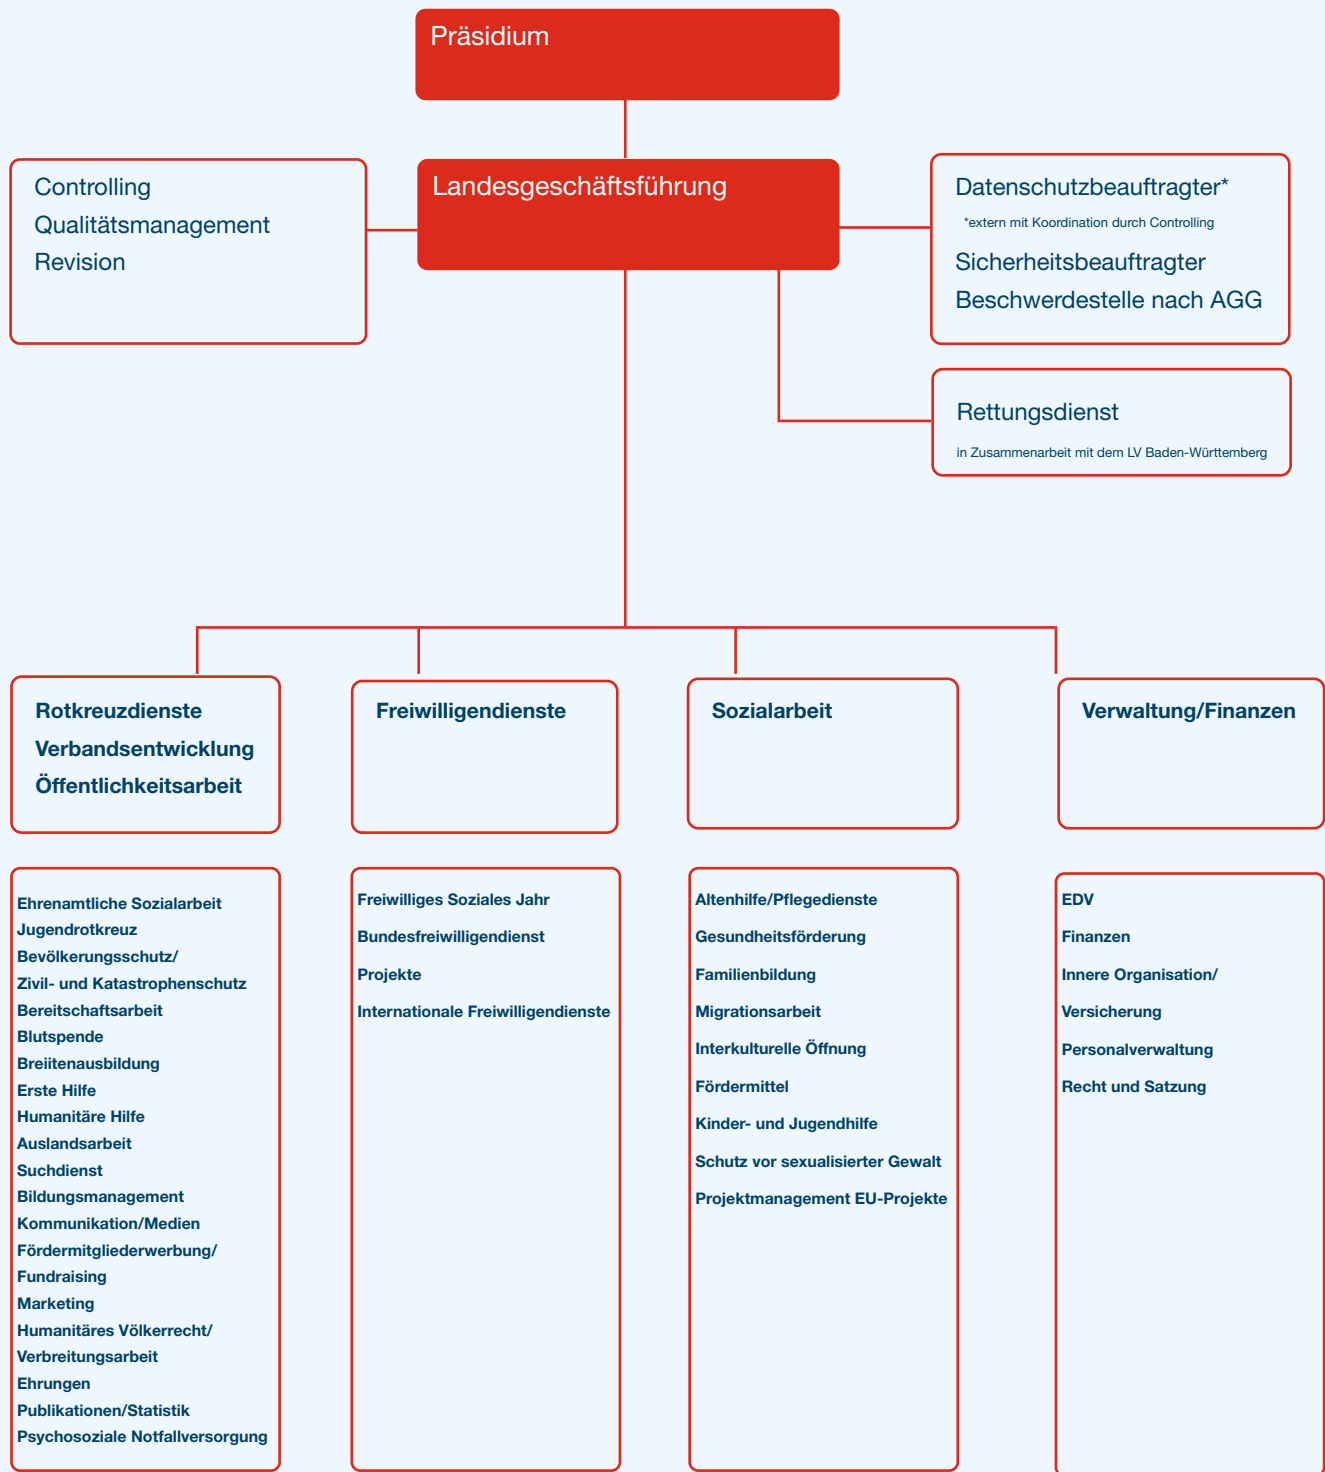 Präsidium
Landesgeschäftsführung
Controlling
Qualitätsmanagement
Revision
Datenschutzbeauftragter*
*extern mit Koordination durch Controlling
Sicherheitsbeauftragter
Beschwerdestelle nach AGG
Rettungsdienst
in Zusammenarbeit mit dem LV Baden-Württemberg
Rotkreuzdienste
Verbandsentwicklung
Öffentlichkeitsarbeit
Freiwilligendienste
Sozialarbeit
Verwaltung/Finanzen
Ehrenamtliche Sozialarbeit
Jugendrotkreuz
Bevölkerungsschutz/
Zivil- und Katastrophenschutz
Bereitschaftsarbeit
Blutspende
Breiitenausbildung
Erste Hilfe
Humanitäre Hilfe
Auslandsarbeit
Suchdienst
Bildungsmanagement
Kommunikation/Medien
Fördermitgliederwerbung/
Fundraising
Marketing
Humanitäres Völkerrecht/
Verbreitungsarbeit
Ehrungen
Publikationen/Statistik
Psychosoziale Notfallversorgung
Freiwilliges Soziales Jahr
Bundesfreiwilligendienst
Projekte
Internationale Freiwilligendienste
Altenhilfe/Pflegedienste
Gesundheitsförderung
Familienbildung
Migrationsarbeit
Interkulturelle Öffnung
Fördermittel
Kinder- und Jugendhilfe
Schutz vor sexualisierter Gewalt
Projektmanagement EU-Projekte
EDV
Finanzen
Innere Organisation/
Versicherung
Personalverwaltung
Recht und Satzung